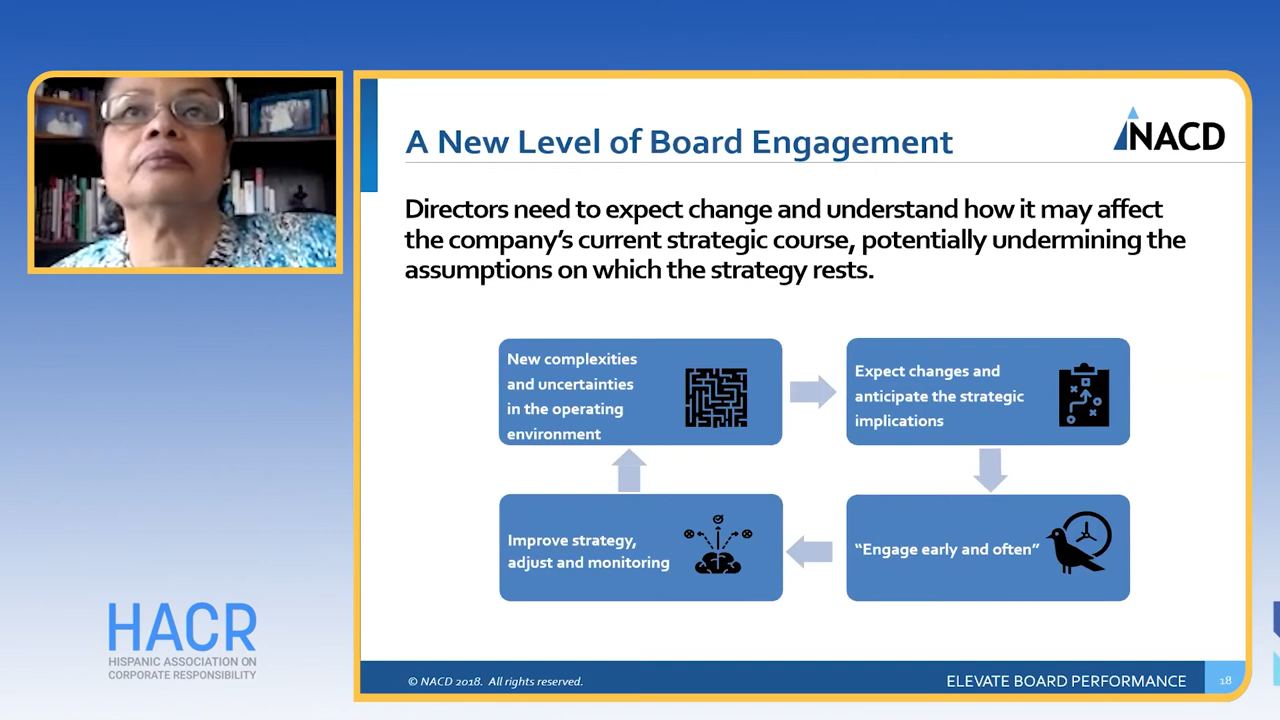 A New Level of Board Engagement
NACD
Directors need to expect change and understand how it may affect
the company's current strategic course, potentially undermining the
assumptions on which the strategy rests.
New complexities
and uncertainties
in the operating
environment
Expect changes and
anticipate the strategic
implications
Improve strategy,
adjust and monitoring
“Engage early and often”
HACR
HISPANIC ASSOCIATION ON
CORPORATE RESPONSIBILITY
© NACD 2018. All rights reserved.
ELEVATE BOARD PERFORMANCE
18